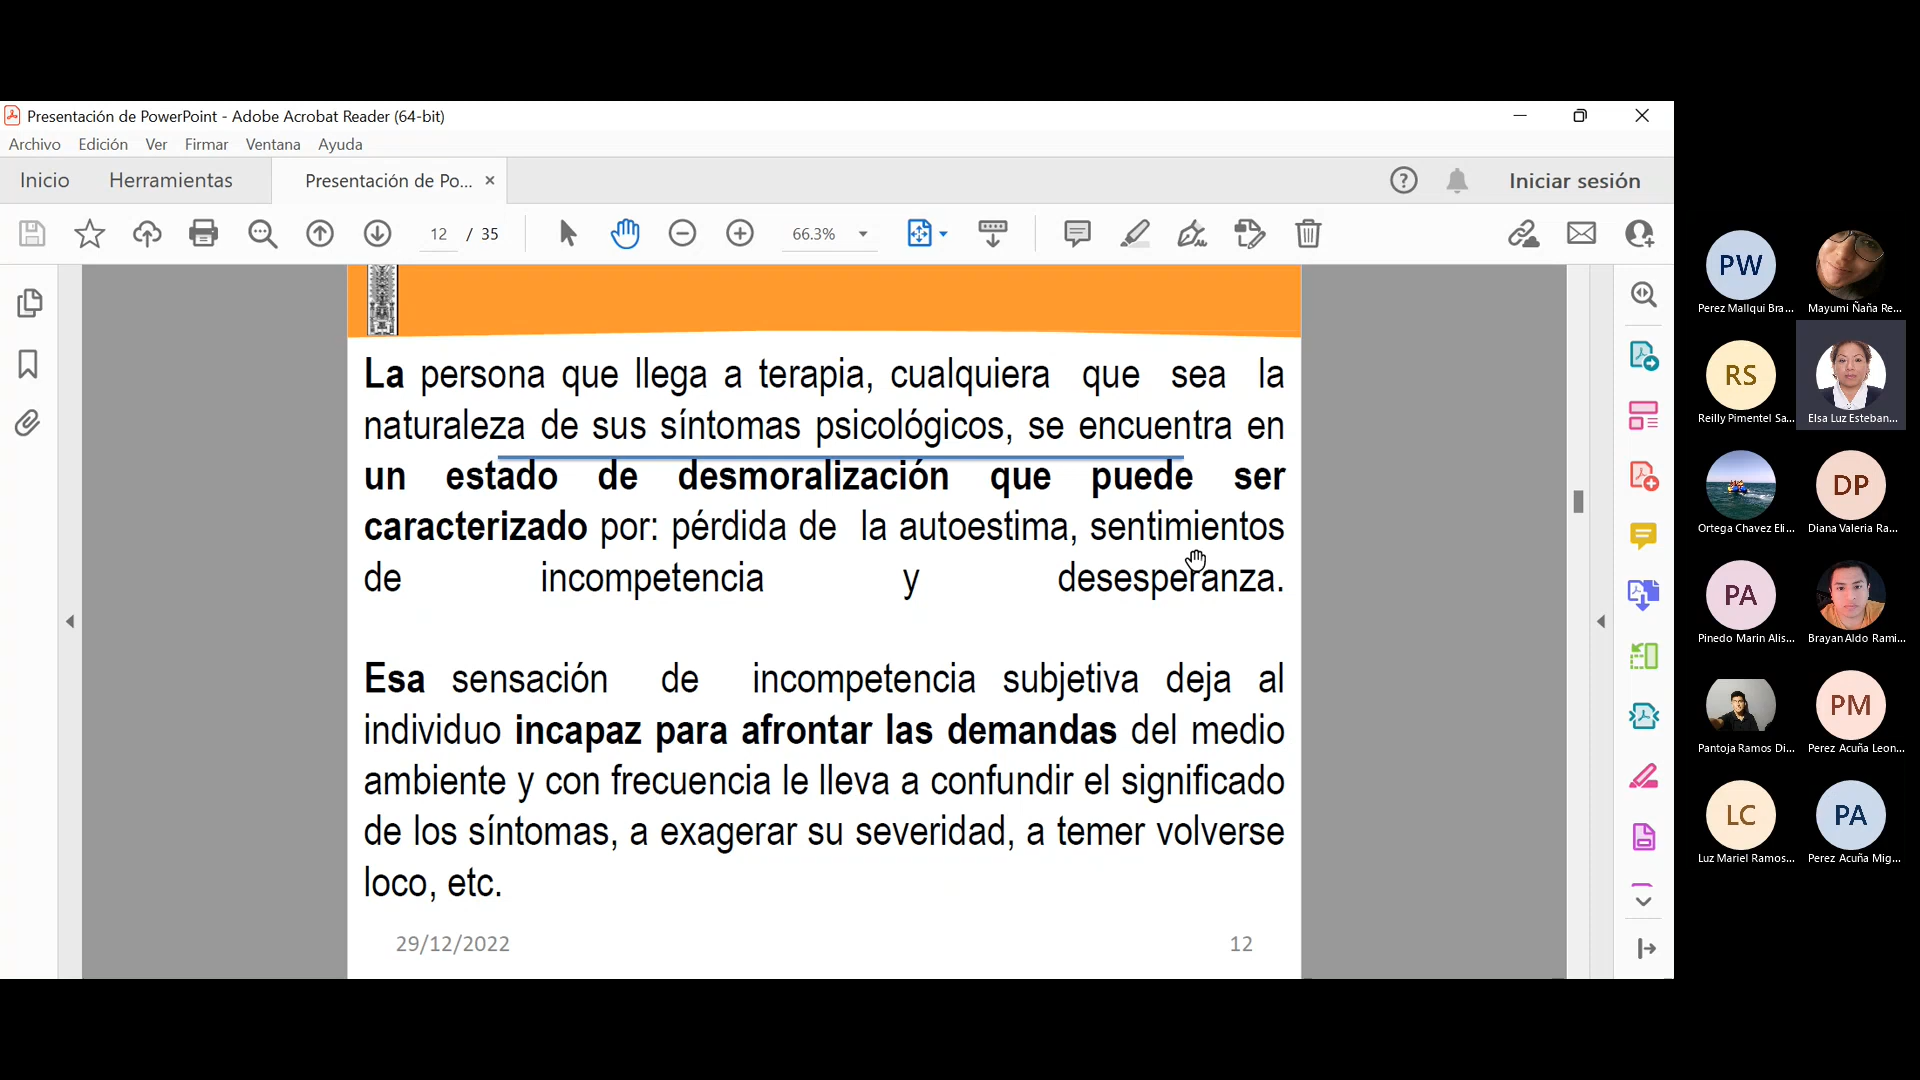 Presentación de PowerPoint - Adobe Acrobat Reader (64-bit)
Archivo Edición Ver Firmar Ventana Ayuda
Inicio Herramientas Presentación de Po... × Iniciar sesión
12 / 35 66.3%
La persona que llega a terapia, cualquiera que sea la
naturaleza de sus síntomas psicológicos, se encuentra en
un estado de desmoralización que puede ser
caracterizado por: pérdida de la autoestima, sentimientos
de incompetencia y desesperanza.
Esa sensación de incompetencia subjetiva deja al
individuo incapaz para afrontar las demandas del medio
ambiente y con frecuencia le lleva a confundir el significado
de los síntomas, a exagerar su severidad, a temer volverse
loco, etc.
29/12/2022 12
PW
Perez Mallqui Bra... Mayumi Ñaña Re...
RS
Reilly Pimentel Sa... Elsa Luz Esteban...
DP
Ortega Chavez Eli... Diana Valeria Ra...
PA
Pinedo Marin Alis... Brayan Aldo Rami...
PM
Pantoja Ramos Di... Perez Acuña Leon...
LC PA
Luz Mariel Ramos... Perez Acuña Mig...